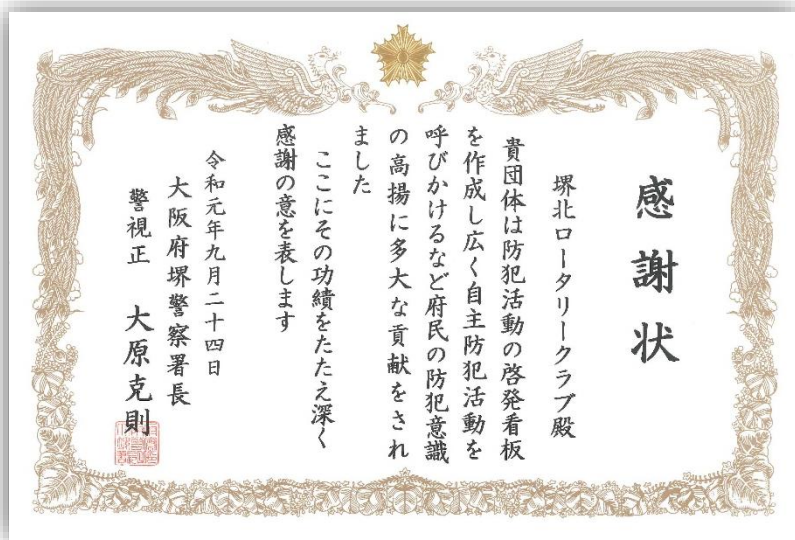 感謝状
堺北ロータリークラブ殿
貴団体は防犯活動の啓発看板
を作成し広く自主防犯活動を
呼びかけるなど府民の防犯意識
の高揚に多大な貢献をされ
ました
ここにその功績をたたえ深く
感謝の意を表します
令和元年九月二十四日
大阪府堺警察署長
警視正 大原克則